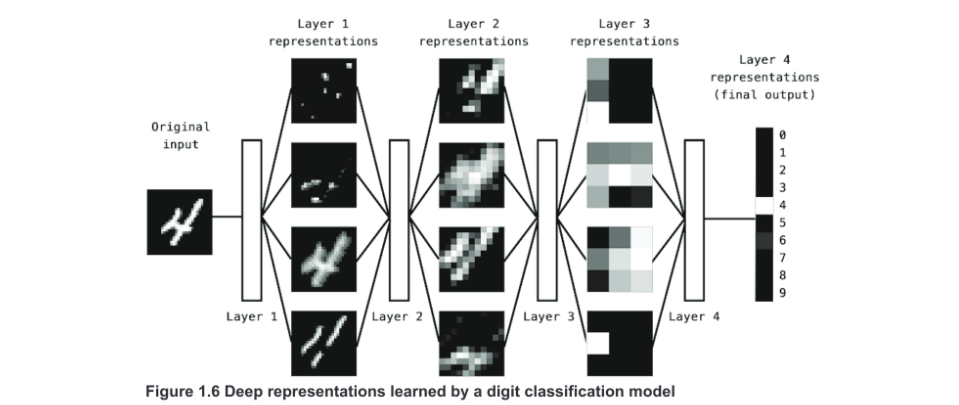 Layer 1
representations
Layer 2
representations
Layer 3
representations
Layer 4
representations
(final output)
Original
input
0
1
2
3
4
5
6
7
8
9
Layer 1
Layer 2
Layer 3
Layer 4
Figure 1.6 Deep representations learned by a digit classification model